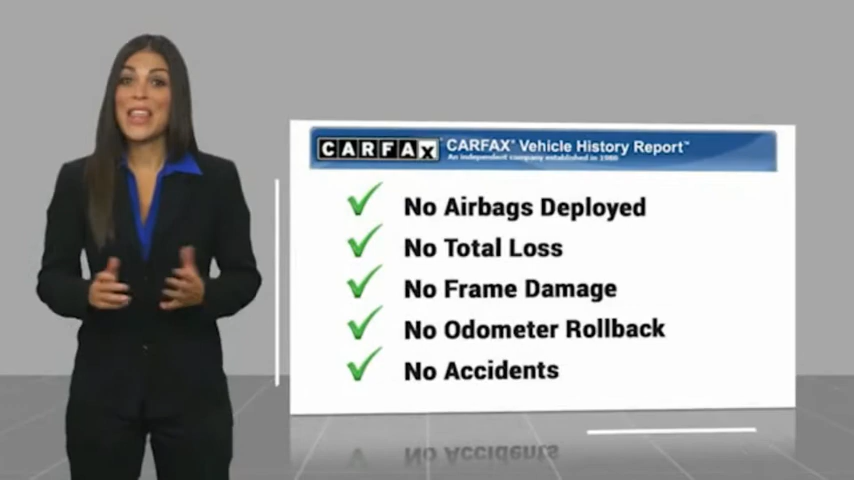 CARFAX CARFAX® Vehicle History Report™
An independent company established in 1986
No Airbags Deployed
No Total Loss
No Frame Damage
No Odometer Rollback
No Accidents
No Accidents